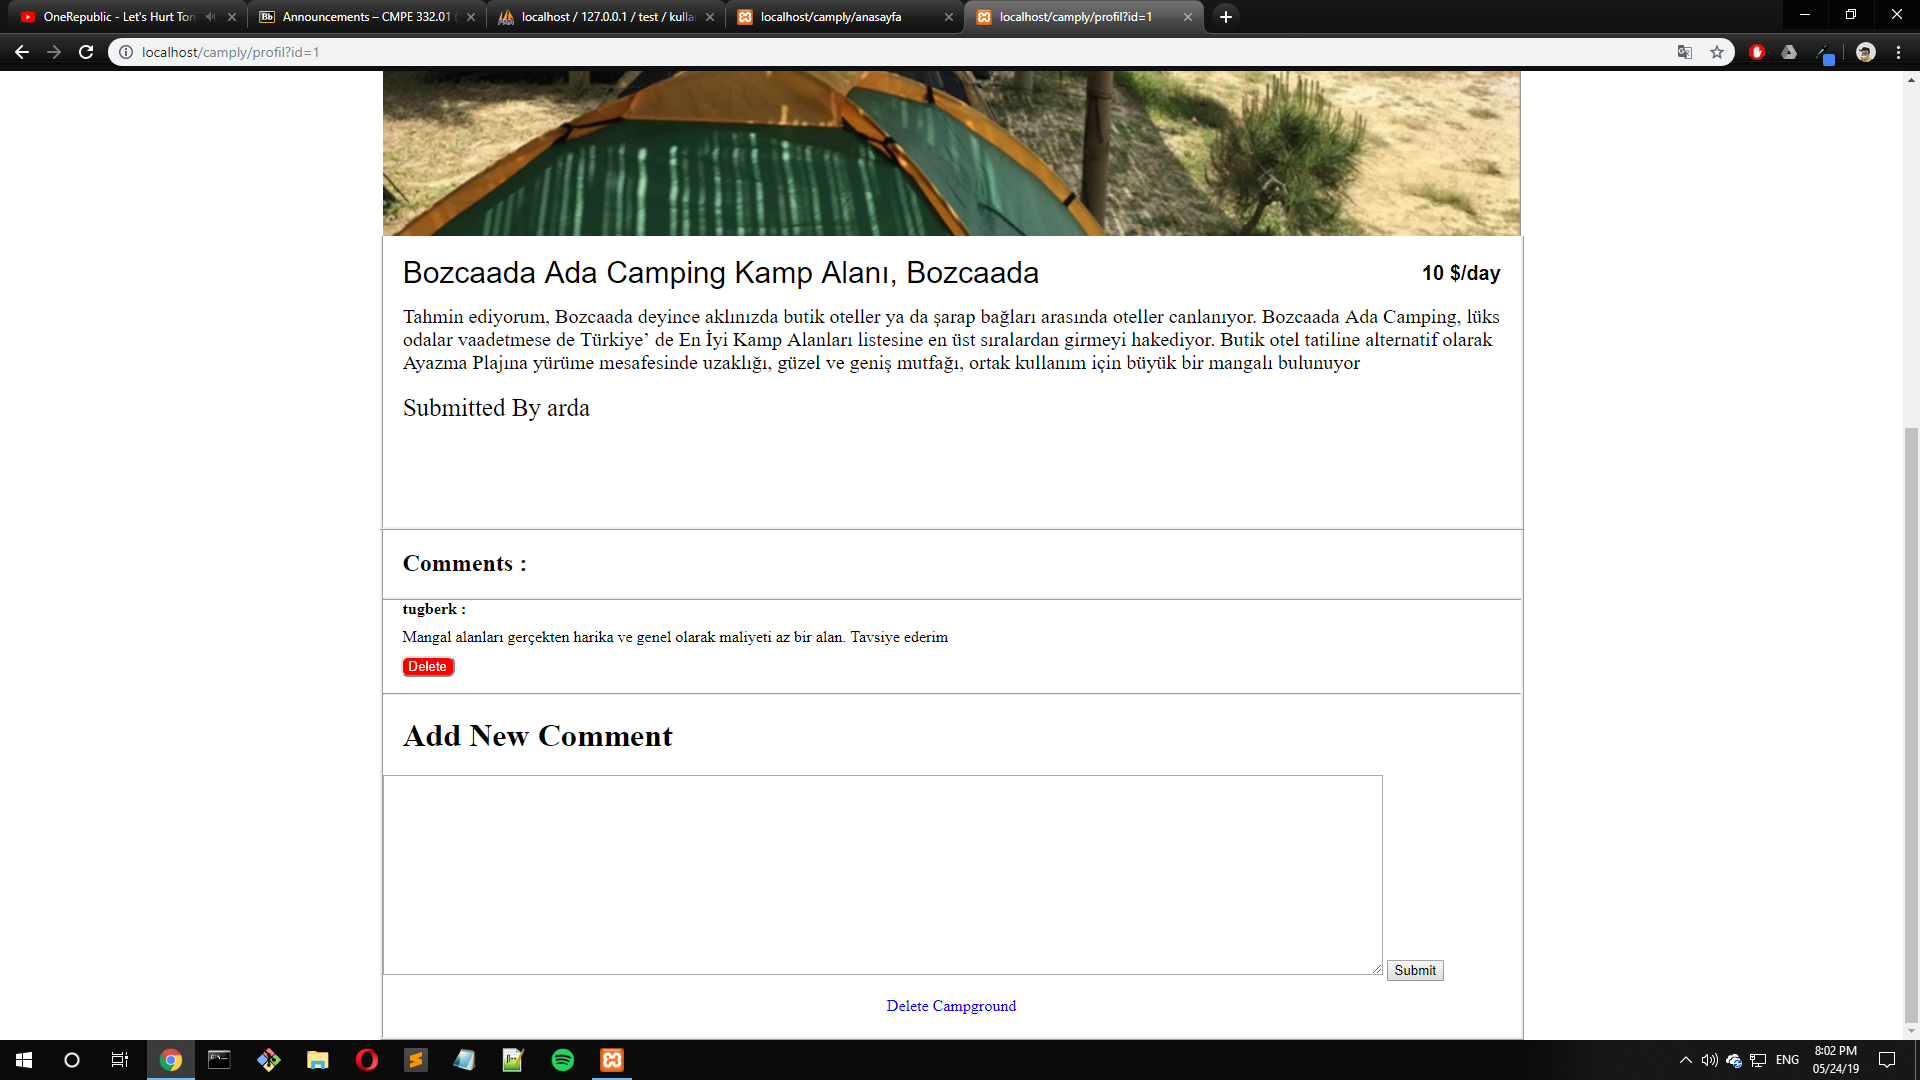 OneRepublic - Let's Hurt Ton
Announcements – CMPE 332.01 (
localhost / 127.0.0.1 / test / kulla
localhost/camply/anasayfa
localhost/camply/profil?id=1
localhost/camply/profil?id=1
Bozcaada Ada Camping Kamp Alanı, Bozcaada
10 $/day
Tahmin ediyorum, Bozcaada deyince aklınızda butik oteller ya da şarap bağları arasında oteller canlanıyor. Bozcaada Ada Camping, lüks
odalar vaadetmese de Türkiye’ de En İyi Kamp Alanları listesine en üst sıralardan girmeyi hakediyor. Butik otel tatiline alternatif olarak
Ayazma Plajına yürüme mesafesinde uzaklığı, güzel ve geniş mutfağı, ortak kullanım için büyük bir mangalı bulunuyor
Submitted By arda
Comments :
tugberk :
Mangal alanları gerçekten harika ve genel olarak maliyeti az bir alan. Tavsiye ederim
Delete
Add New Comment
Submit
Delete Campground
ENG
8:02 PM
05/24/19